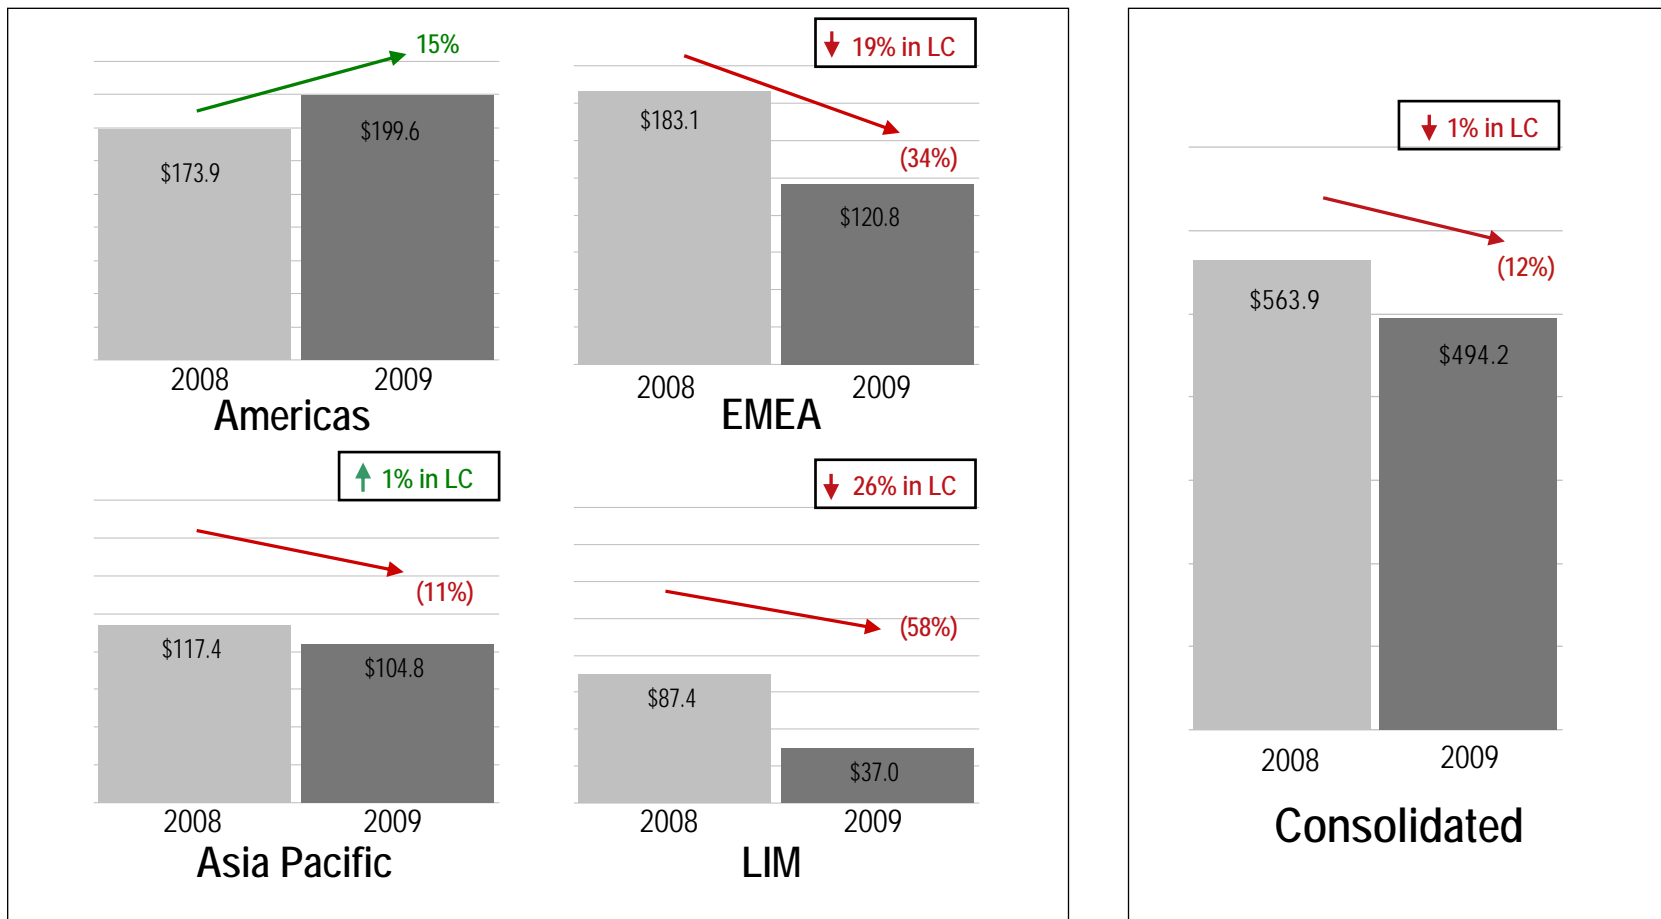 15%
$173.9
$199.6
2008
2009
Americas
19% in LC
$183.1
(34%)
$120.8
2008
2009
EMEA
1% in LC
(11%)
$117.4
$104.8
2008
2009
Asia Pacific
26% in LC
(58%)
$87.4
$37.0
2008
2009
LIM
1% in LC
(12%)
$563.9
$494.2
2008
2009
Consolidated